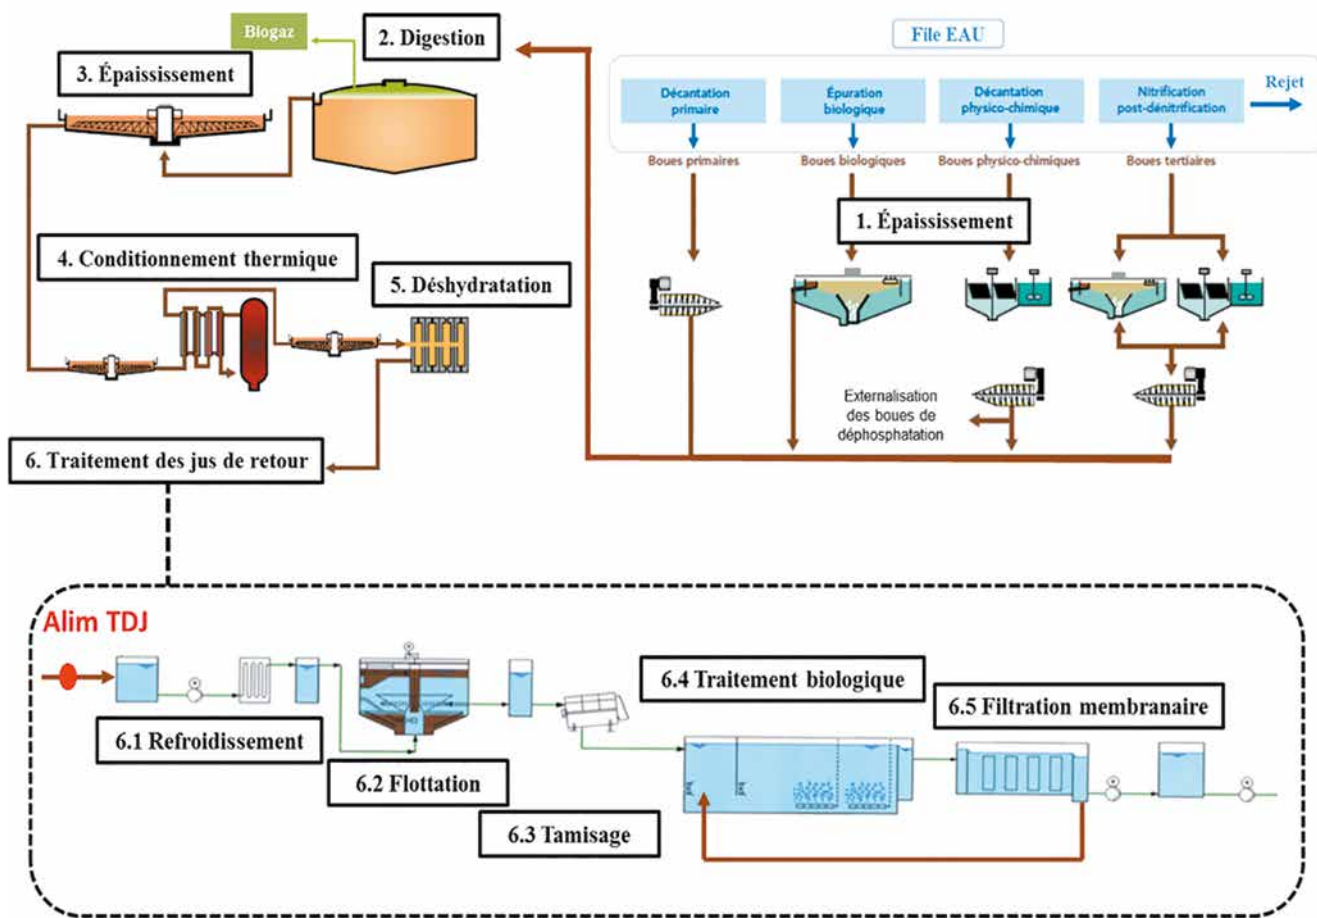 Biogaz
2. Digestion
File EAU
3. Épaississement
Décantation
primaire
Épuration
biologique
Décantation
physico-chimique
Nitrification
post-dénitrification
Rejet
Boues primaires
Boues biologiques
Boues physico-chimiques
Boues tertiaires
1. Épaississement
4. Conditionnement thermique
5. Déshydratation
Externalisation
des boues de
déphosphatation
6. Traitement des jus de retour
Alim TDJ
6.1 Refroidissement
6.2 Flottation
6.3 Tamisage
6.4 Traitement biologique
6.5 Filtration membranaire